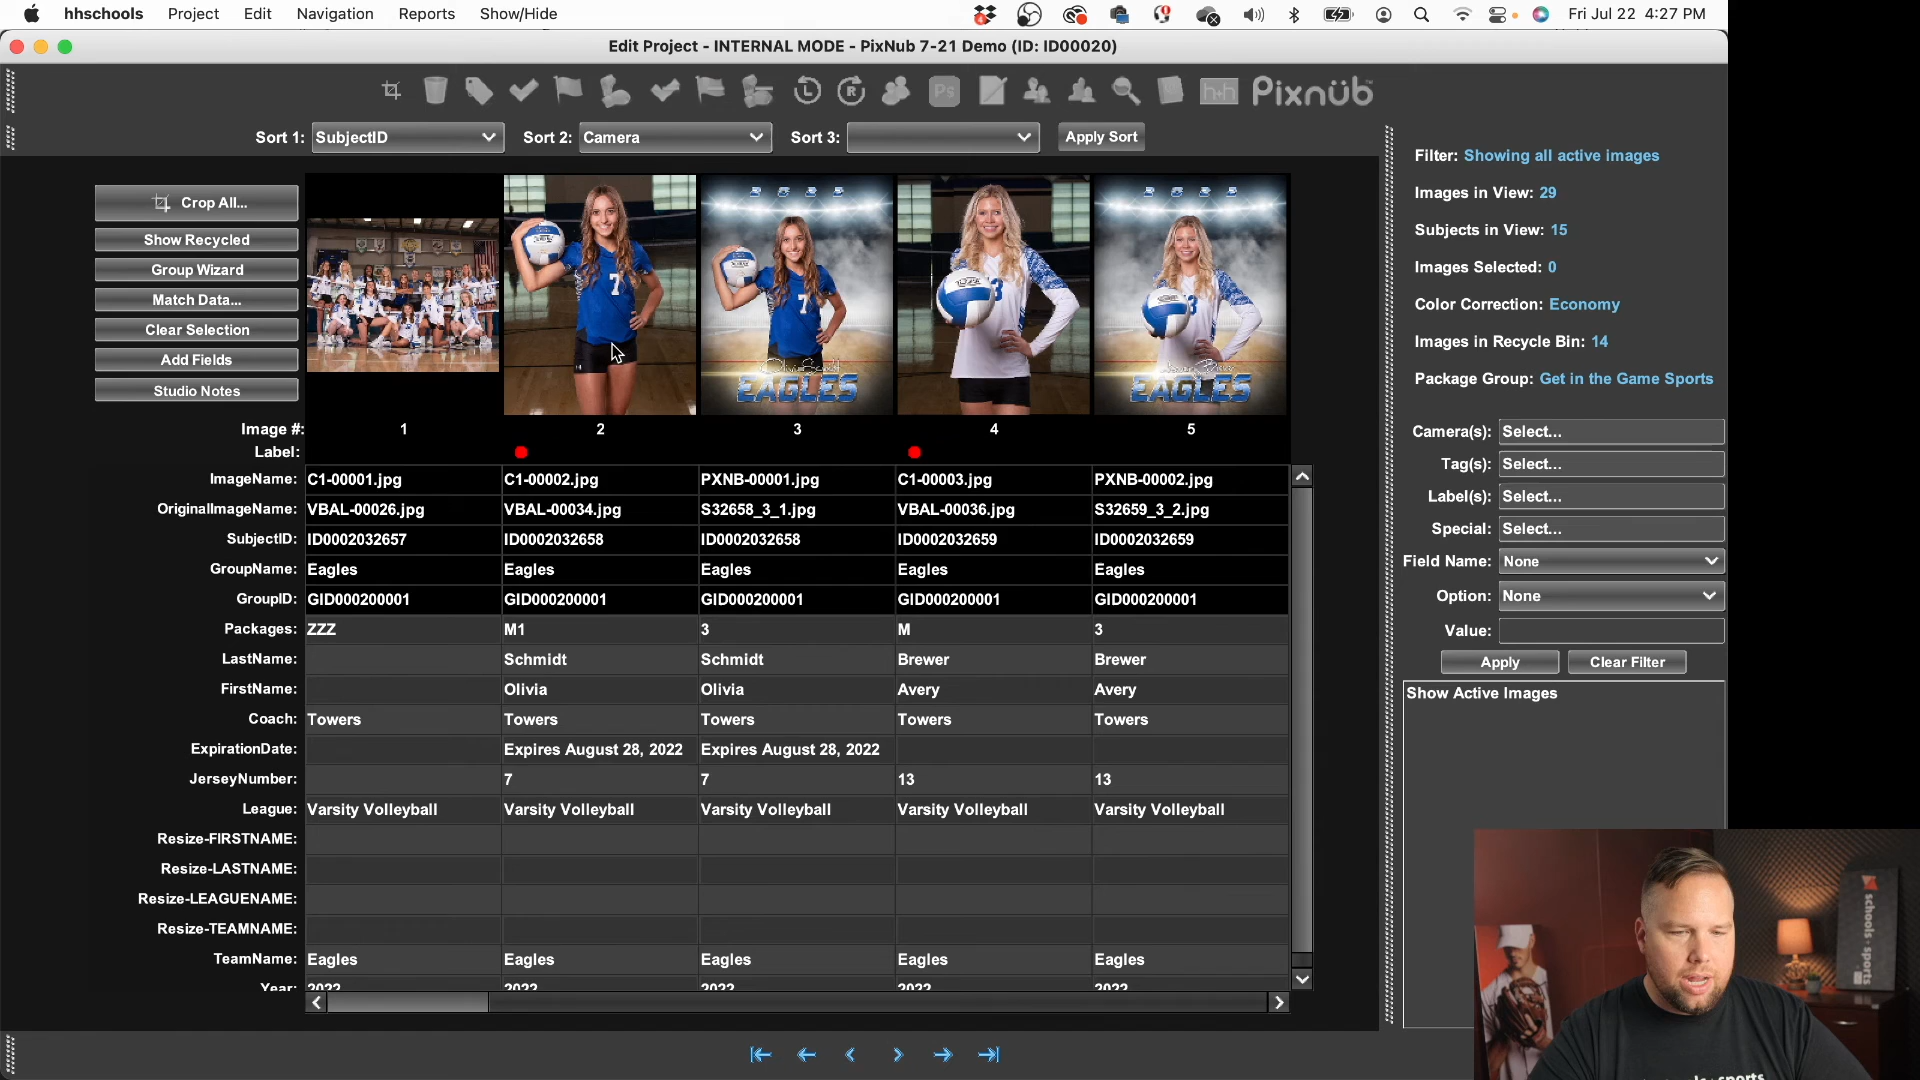 hhschools Project Edit Navigation Reports Show/Hide Fri Jul 22 4:27 PM
Edit Project - INTERNAL MODE - PixNub 7-21 Demo (ID: ID00020)
L R Ps h+h Pixnüb™
Sort 1: SubjectID Sort 2: Camera Sort 3: Apply Sort
Filter: Showing all active images
Images in View: 29
Subjects in View: 15
Images Selected: 0
Color Correction: Economy
Images in Recycle Bin: 14
Package Group: Get in the Game Sports
Crop All...
Show Recycled
Group Wizard
Match Data...
Clear Selection
Add Fields
Studio Notes
2022 2022
7 7 3 3
EAGLES EAGLES
Image #: 1 2 3 4 5
Label:
ImageName: C1-00001.jpg C1-00002.jpg PXNB-00001.jpg C1-00003.jpg PXNB-00002.jpg
OriginalImageName: VBAL-00026.jpg VBAL-00034.jpg S32658_3_1.jpg VBAL-00036.jpg S32659_3_2.jpg
SubjectID: ID0002032657 ID0002032658 ID0002032658 ID0002032659 ID0002032659
GroupName: Eagles Eagles Eagles Eagles Eagles
GroupID: GID000200001 GID000200001 GID000200001 GID000200001 GID000200001
Packages: ZZZ M1 3 M 3
LastName: Schmidt Schmidt Brewer Brewer
FirstName: Olivia Olivia Avery Avery
Coach: Towers Towers Towers Towers Towers
ExpirationDate: Expires August 28, 2022 Expires August 28, 2022
JerseyNumber: 7 7 13 13
League: Varsity Volleyball Varsity Volleyball Varsity Volleyball Varsity Volleyball Varsity Volleyball
Resize-FIRSTNAME:
Resize-LASTNAME:
Resize-LEAGUENAME:
Resize-TEAMNAME:
TeamName: Eagles Eagles Eagles Eagles Eagles
Year: 2022 2022 2022 2022 2022
Camera(s): Select...
Tag(s): Select...
Label(s): Select...
Special: Select...
Field Name: None
Option: None
Value:
Apply Clear Filter
Show Active Images
schools · sports